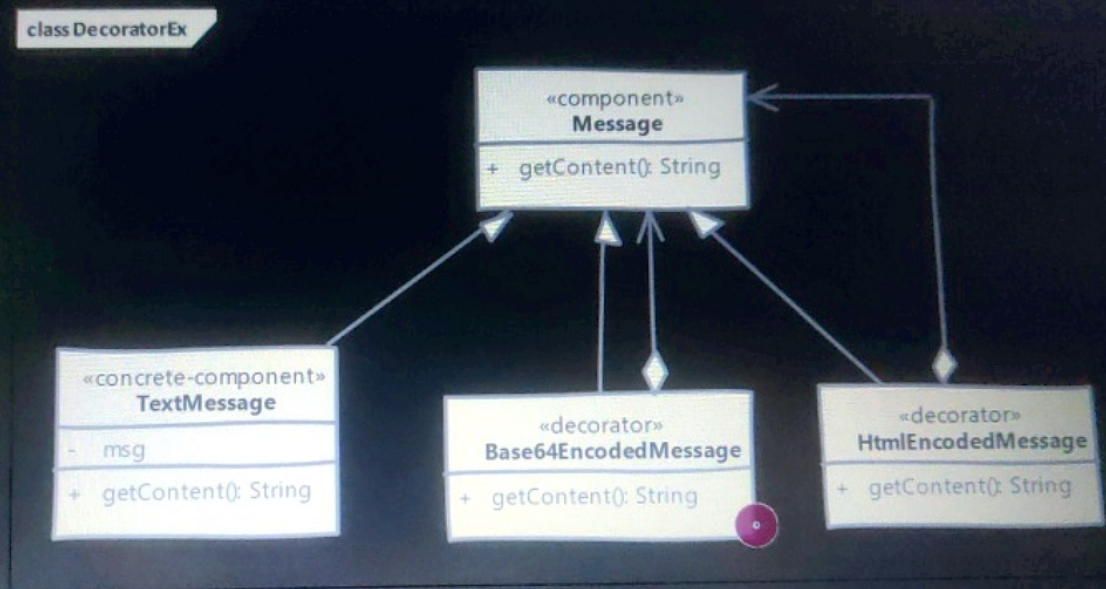 class DecoratorEx
«component»
Message
+ getContent(): String
«concrete-component»
TextMessage
- msg
+ getContent(): String
«decorator»
Base64EncodedMessage
+ getContent(): String
«decorator»
HtmlEncodedMessage
+ getContent(): String